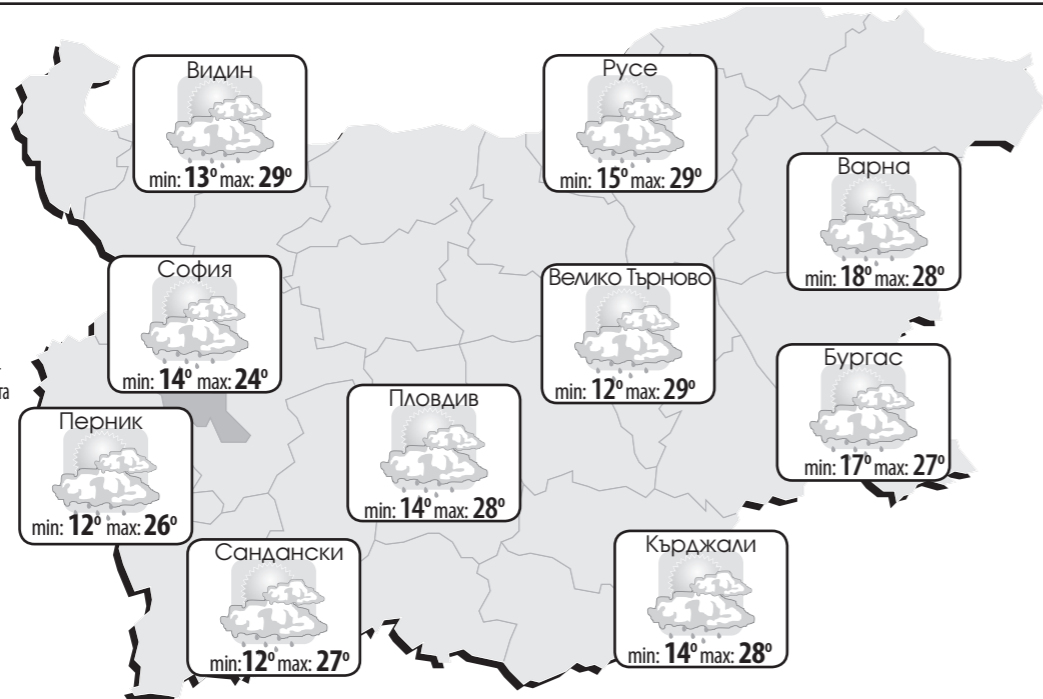 Видин
min: 13° max: 29°
Русе
min: 15° max: 29°
Варна
min: 18° max: 28°
София
min: 14° max: 24°
Велико Търново
min: 12° max: 29°
Бургас
min: 17° max: 27°
та
Пловдив
min: 14° max: 28°
Перник
min: 12° max: 26°
Сандански
min: 12° max: 27°
Кърджали
min: 14° max: 28°